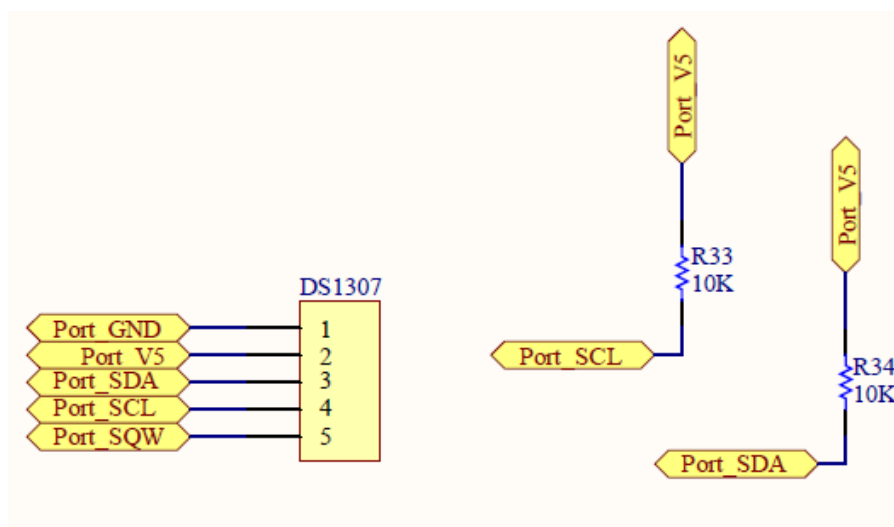 Port_V5
Port_V5
R33
10K
DS1307
Port_GND 1
Port_V5 2
Port_SDA 3
Port_SCL 4
Port_SQW 5
Port_SCL
R34
10K
Port_SDA